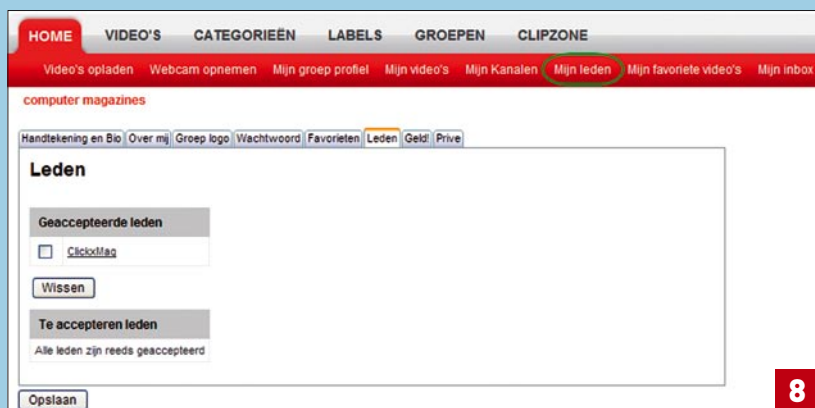 HOME VIDEO'S CATEGORIEËN LABELS GROEPEN CLIPZONE
Video's opladen Webcam opnemen Mijn groep profiel Mijn video's Mijn Kanalen Mijn leden Mijn favoriete video's Mijn inbox
computer magazines
Handtekening en Bio Over mij Groep logo Wachtwoord Favorieten Leden Geld! Prive
Leden
Geaccepteerde leden
ClickxMag
Wissen
Te accepteren leden
Alle leden zijn reeds geaccepteerd
Opslaan
8